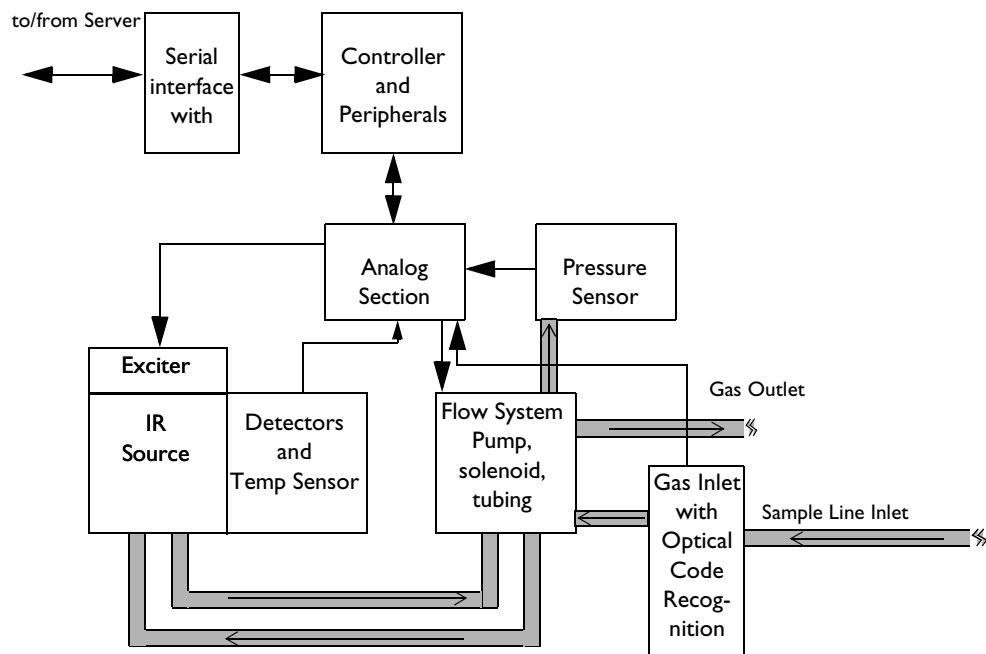 to/from Server
Serial
interface
with
Controller
and
Peripherals
Analog
Section
Pressure
Sensor
Exciter
IR
Source
Detectors
and
Temp Sensor
Flow System
Pump,
solenoid,
tubing
Gas Outlet
Gas Inlet
with
Optical
Code
Recog-
nition
Sample Line Inlet